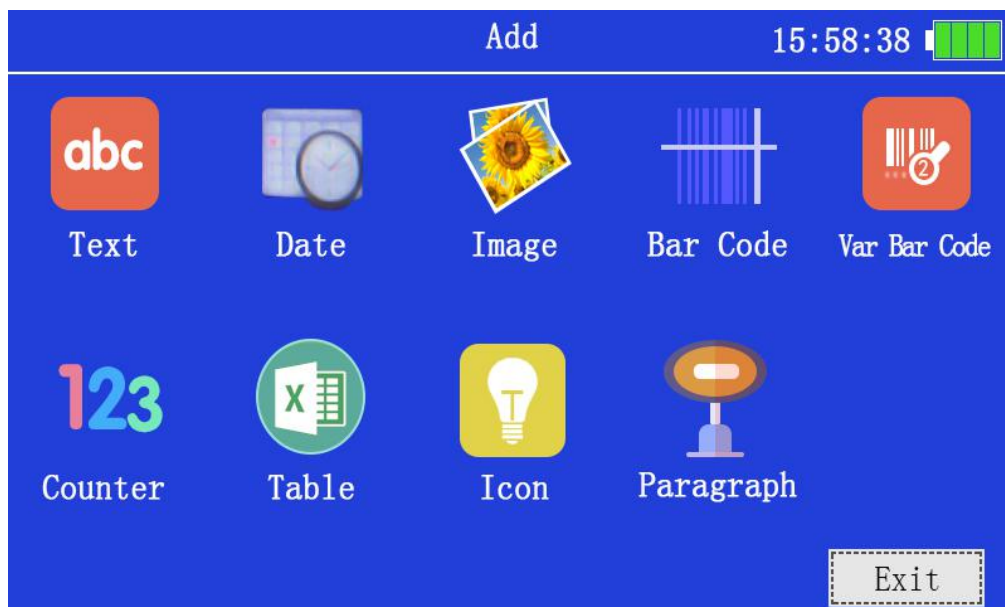 Add 15:58:38
abc
2
Text Date Image Bar Code Var Bar Code
123 X T
Counter Table Icon Paragraph
Exit